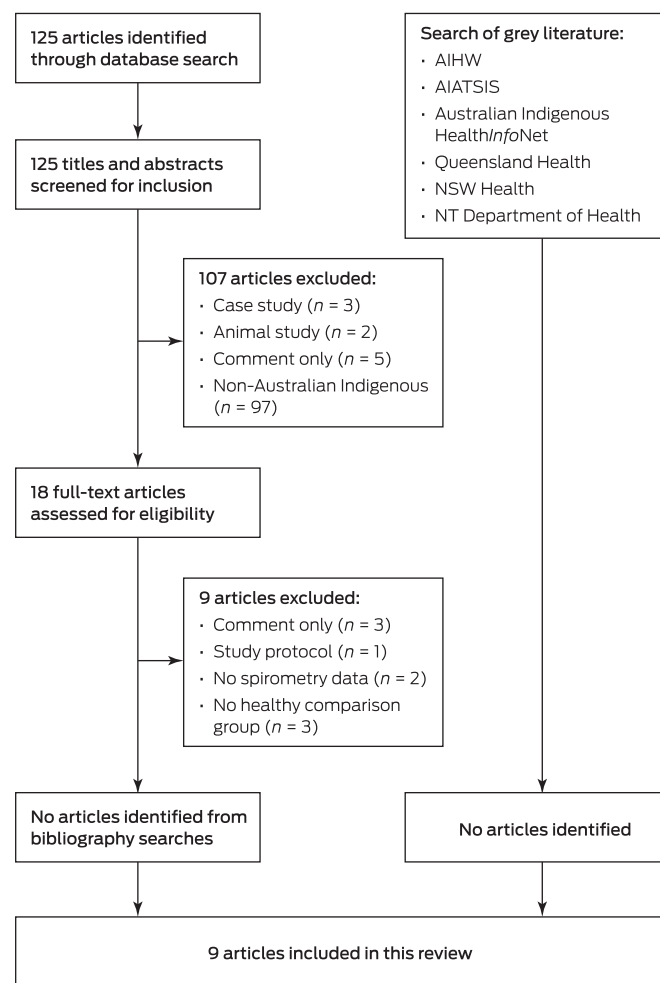 125 articles identified
through database search
Search of grey literature:
· AIHW
· AIATSIS
· Australian Indigenous
HealthInfoNet
· Queensland Health
· NSW Health
· NT Department of Health
125 titles and abstracts
screened for inclusion
107 articles excluded:
· Case study (n = 3)
· Animal study (n = 2)
· Comment only (n = 5)
· Non-Australian Indigenous
(n = 97)
18 full-text articles
assessed for eligibility
9 articles excluded:
· Comment only (n = 3)
· Study protocol (n = 1)
· No spirometry data (n = 2)
· No healthy comparison
group (n = 3)
No articles identified from
bibliography searches
No articles identified
9 articles included in this review